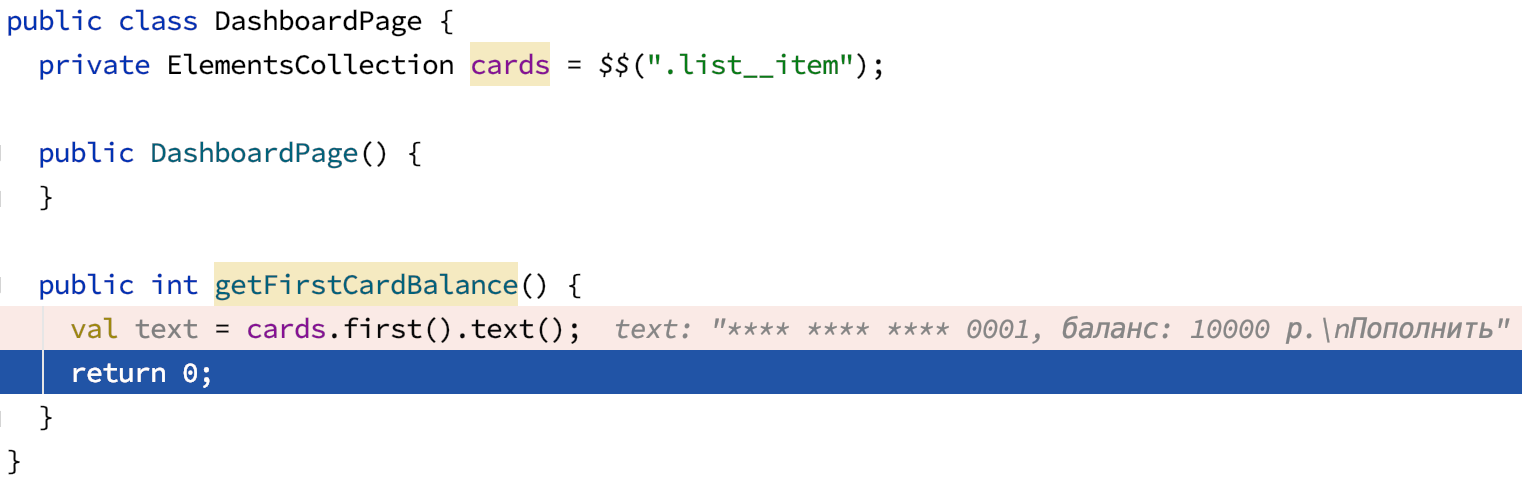 public class DashboardPage {
private ElementsCollection cards = $$(".list__item");
public DashboardPage() {
}
public int getFirstCardBalance() {
val text = cards.first().text(); text: "**** **** **** 0001, баланс: 10000 р.\nПополнить"
return 0;
}
}